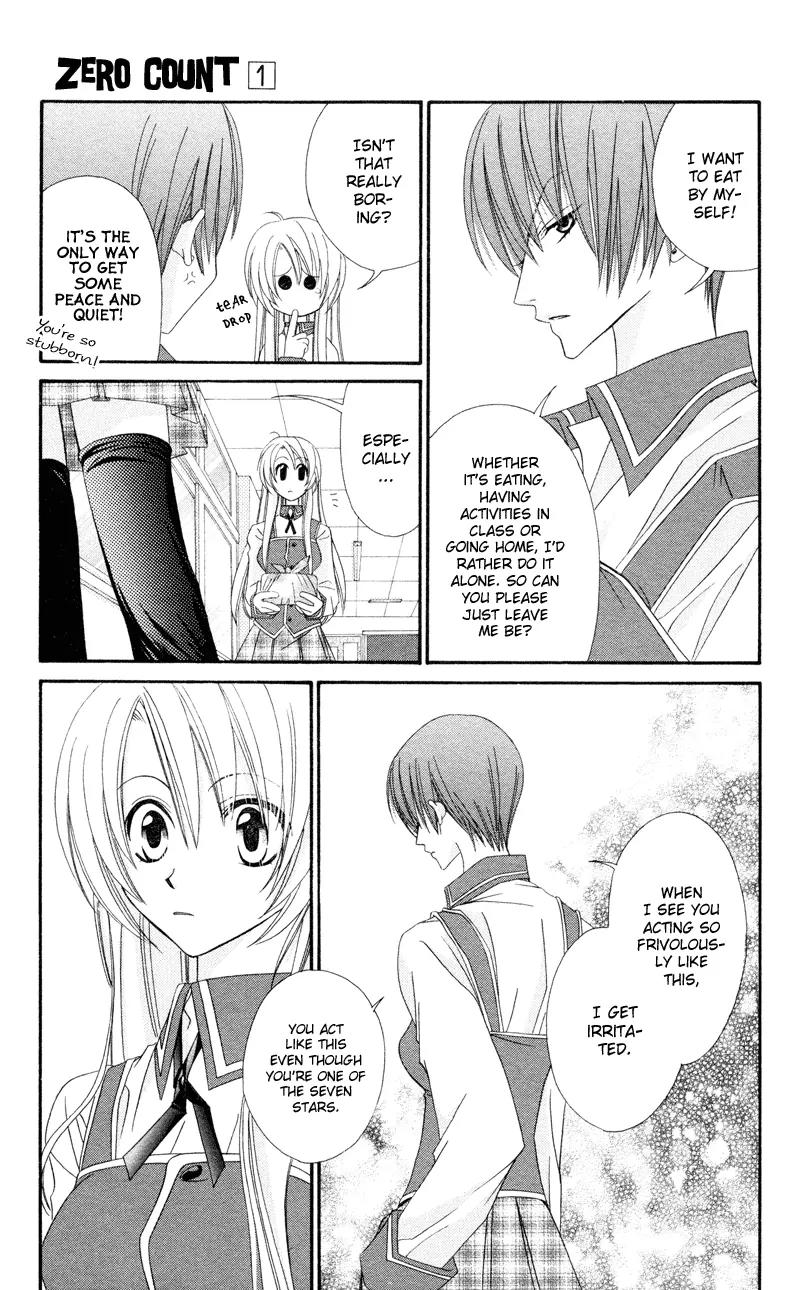 ZERO COUNT 1
I WANT
TO EAT
BY MY-
SELF!
WHETHER
IT'S EATING,
HAVING
ACTIVITIES IN
CLASS OR
GOING HOME, I'D
RATHER DO IT
ALONE. SO CAN
YOU PLEASE
JUST LEAVE
ME BE?
ISN'T
THAT
REALLY
BOR-
ING?
teAR
DROP
IT'S THE
ONLY WAY
TO GET
SOME
PEACE AND
QUIET!
You're so
stubborn!
ESPE-
CIALLY
...
WHEN
I SEE YOU
ACTING SO
FRIVOLOUS-
LY LIKE
THIS,
I GET
IRRITA-
TED.
YOU ACT
LIKE THIS
EVEN THOUGH
YOU'RE ONE OF
THE SEVEN
STARS.